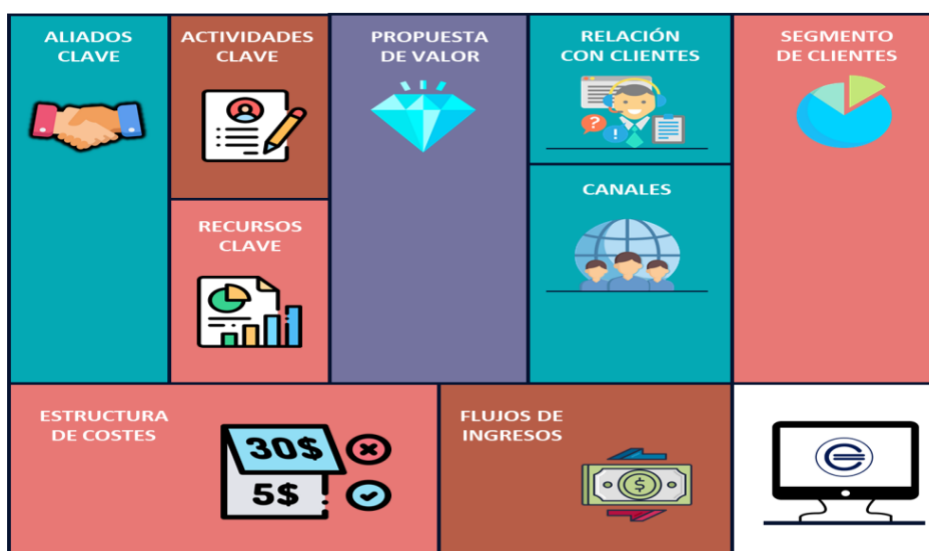 ALIADOS
CLAVE
ACTIVIDADES
CLAVE
PROPUESTA
DE VALOR
RELACIÓN
CON CLIENTES
SEGMENTO
DE CLIENTES
?
!
RECURSOS
CLAVE
CANALES
ESTRUCTURA
DE COSTES
30$
5$
FLUJOS DE
INGRESOS
$